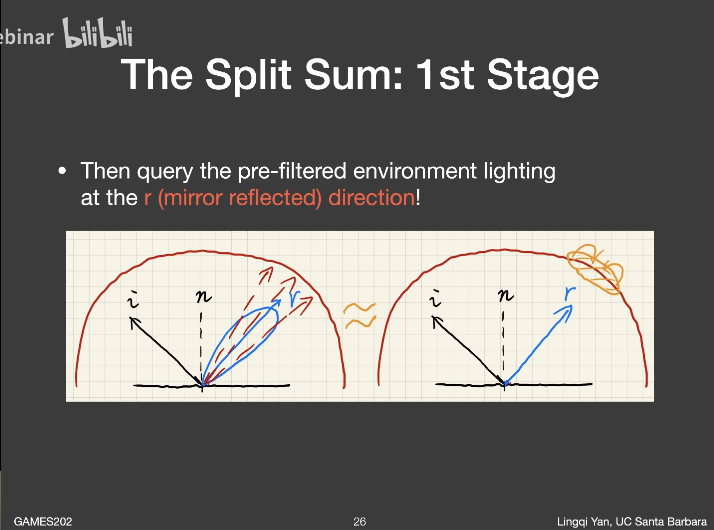 ebinar bilibili
The Split Sum: 1st Stage
• Then query the pre-filtered environment lighting
at the r (mirror reflected) direction!
i n r ≈ i n r
GAMES202 26 Lingqi Yan, UC Santa Barbara